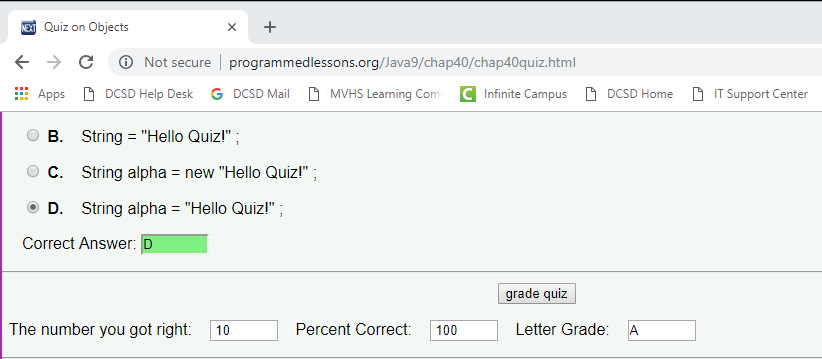 NEXT Quiz on Objects
Not secure programmedlessons.org/Java9/chap40/chap40quiz.html
Apps DCSD Help Desk DCSD Mail MVHS Learning Com Infinite Campus DCSD Home IT Support Center
B. String = "Hello Quiz!" ;
C. String alpha = new "Hello Quiz!" ;
D. String alpha = "Hello Quiz!" ;
Correct Answer: D
grade quiz
The number you got right: 10 Percent Correct: 100 Letter Grade: A